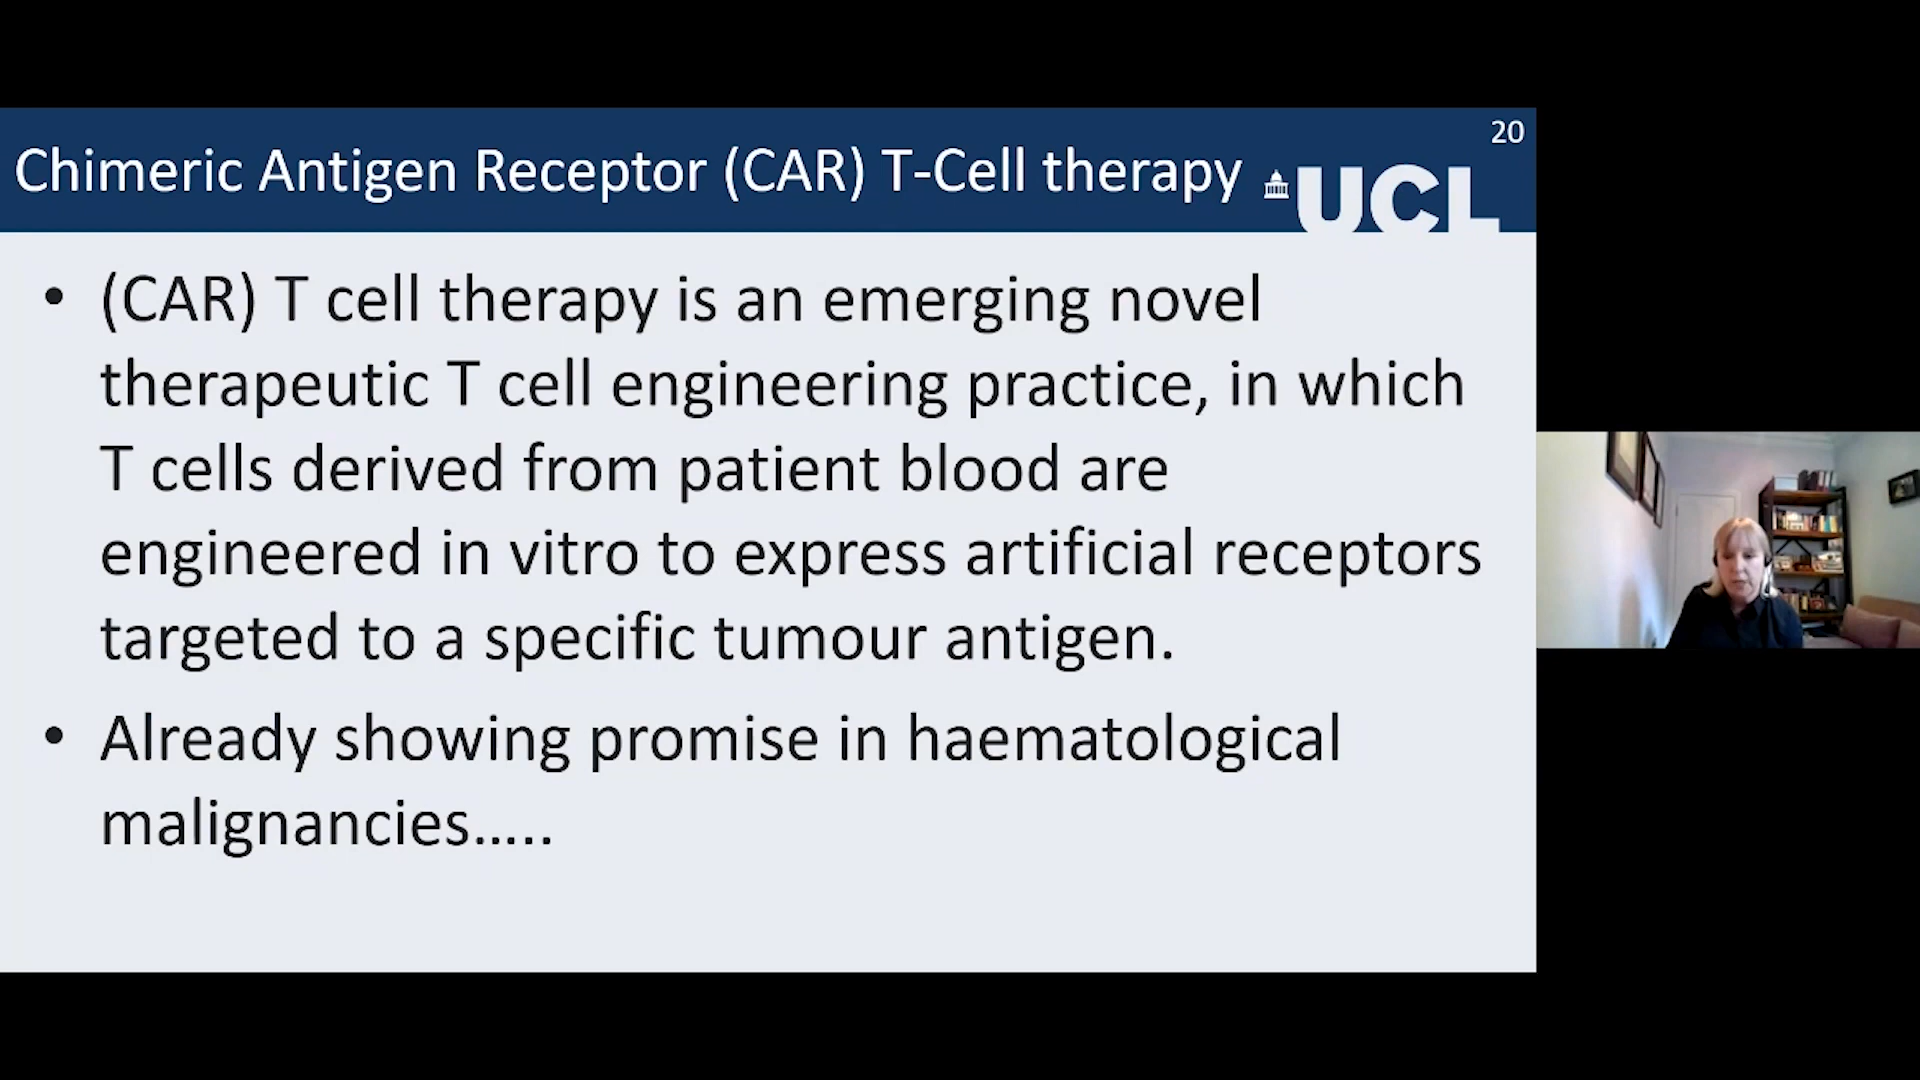 20
Chimeric Antigen Receptor (CAR) T-Cell therapy
UCL
• (CAR) T cell therapy is an emerging novel
therapeutic T cell engineering practice, in which
T cells derived from patient blood are
engineered in vitro to express artificial receptors
targeted to a specific tumour antigen.
• Already showing promise in haematological
malignancies.....